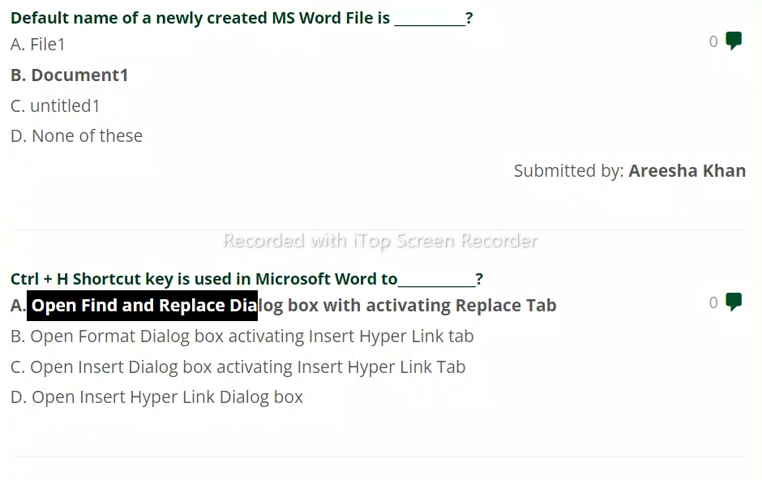 Default name of a newly created MS Word File is _________?
A. File1
0
B. Document1
C. untitled1
D. None of these
Submitted by: Areesha Khan
Recorded with iTop Screen Recorder
Ctrl + H Shortcut key is used in Microsoft Word to__________?
A. Open Find and Replace Dialog box with activating Replace Tab
0
B. Open Format Dialog box activating Insert Hyper Link tab
C. Open Insert Dialog box activating Insert Hyper Link Tab
D. Open Insert Hyper Link Dialog box